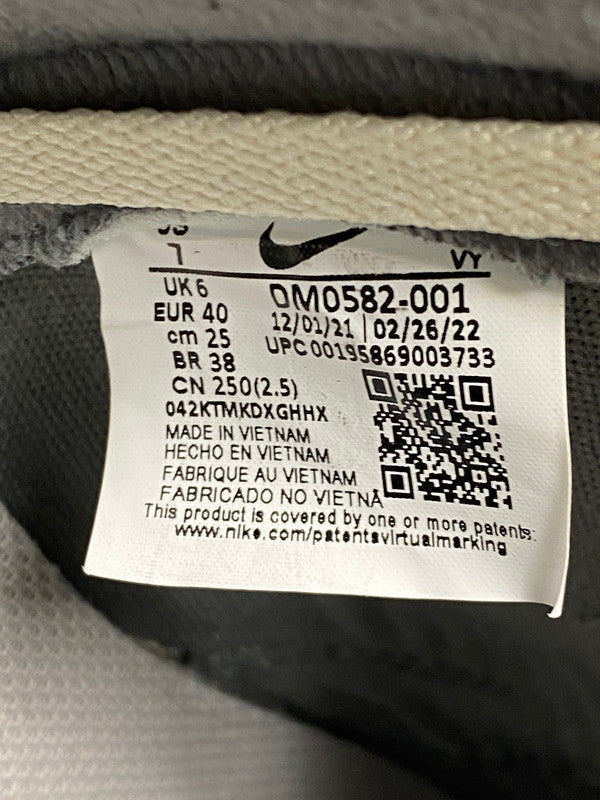 US
7
VY
UK 6
DM0582-001
EUR 40
12/01/21 | 02/26/22
cm 25
UPC 00195869003733
BR 38
CN 250(2.5)
042KTMKDXGHHX
MADE IN VIETNAM
HECHO EN VIETNAM
FABRIQUE AU VIETNAM
FABRICADO NO VIETNÃ
This product is covered by one or more patents:
www.nike.com/patentsvirtualmarking